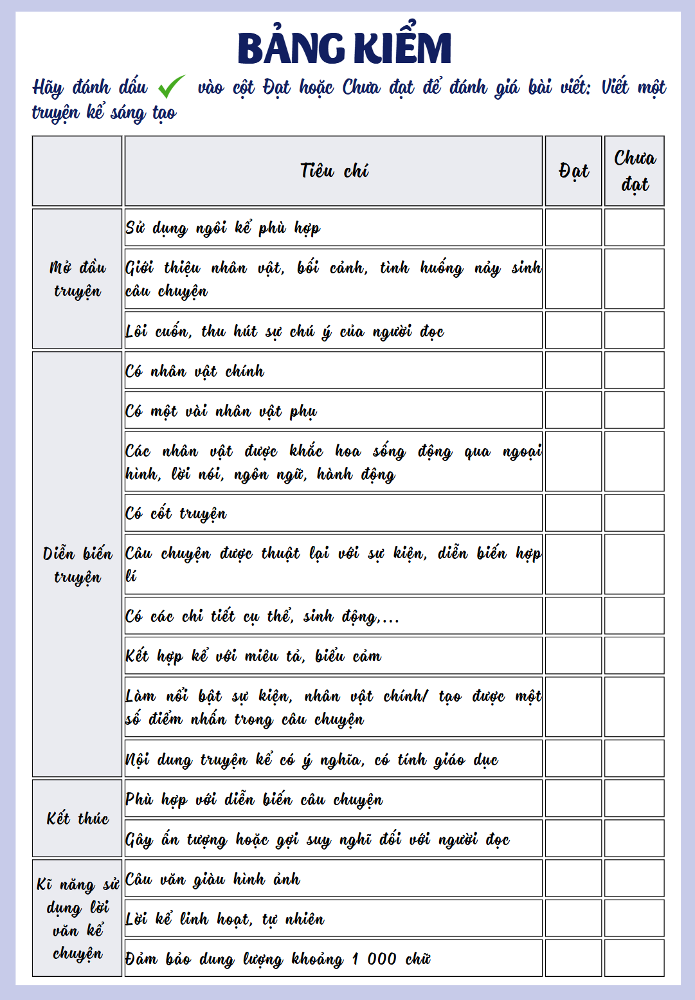 BẢNG KIỂM
Hãy đánh dấu vào cột Đạt hoặc Chưa đạt để đánh giá bài viết: Viết một
truyện kể sáng tạo
Tiêu chí
Đạt
Chưa
đạt
Mở đầu
truyện
Sử dụng ngôi kể phù hợp
Giới thiệu nhân vật, bối cảnh, tình huống nảy sinh
câu chuyện
Lôi cuốn, thu hút sự chú ý của người đọc
Diễn biến
truyện
Có nhân vật chính
Có một vài nhân vật phụ
Các nhân vật được khắc hoa sống động qua ngoại
hình, lời nói, ngôn ngữ, hành động
Có cốt truyện
Câu chuyện được thuật lại với sự kiện, diễn biến hợp
lí
Có các chi tiết cụ thể, sinh động,...
Kết hợp kể với miêu tả, biểu cảm
Làm nổi bật sự kiện, nhân vật chính/ tạo được một
số điểm nhấn trong câu chuyện
Nội dung truyện kể có ý nghĩa, có tính giáo dục
Kết thúc
Phù hợp với diễn biến câu chuyện
Gây ấn tượng hoặc gợi suy nghĩ đối với người đọc
Kĩ năng sử
dụng lời
văn kể
chuyện
Câu văn giàu hình ảnh
Lời kể linh hoạt, tự nhiên
Đảm bảo dung lượng khoảng 1 000 chữ